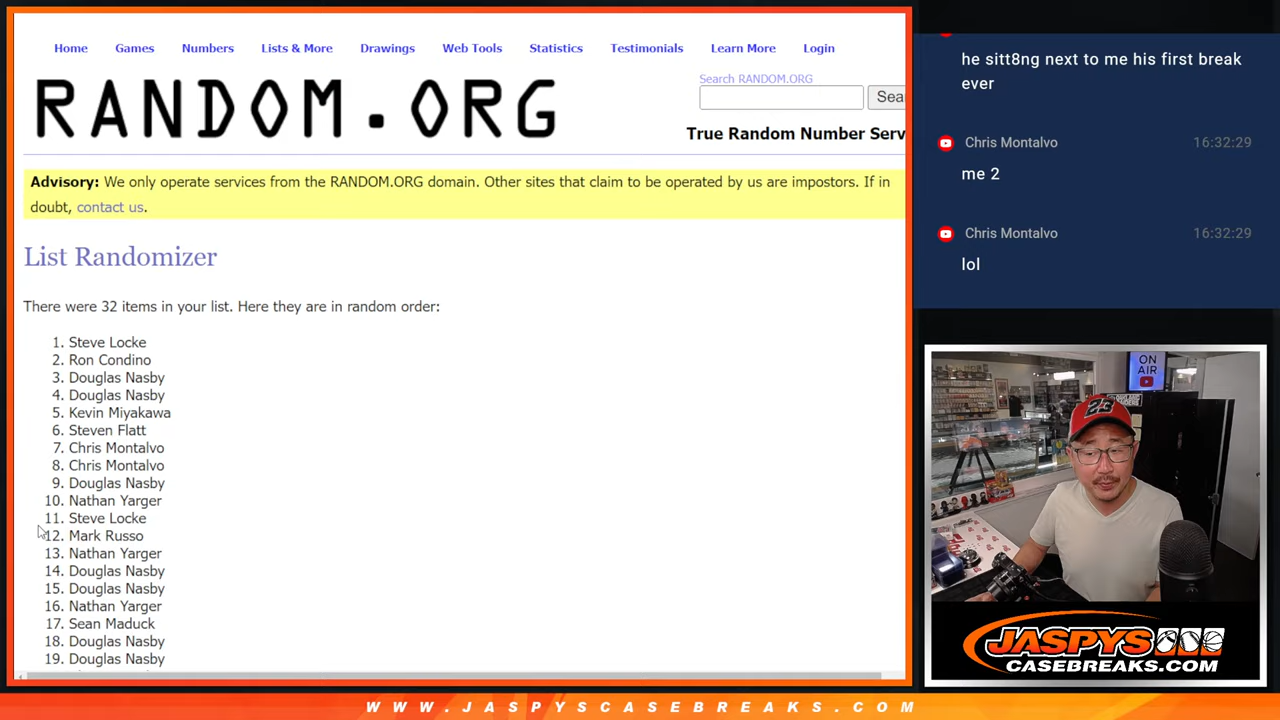 Home Games Numbers Lists & More Drawings Web Tools Statistics Testimonials Learn More Login
RANDOM.ORG
Search RANDOM.ORG
Sea
True Random Number Serv
Advisory: We only operate services from the RANDOM.ORG domain. Other sites that claim to be operated by us are impostors. If in
doubt, contact us.
List Randomizer
There were 32 items in your list. Here they are in random order:
1. Steve Locke
2. Ron Condino
3. Douglas Nasby
4. Douglas Nasby
5. Kevin Miyakawa
6. Steven Flatt
7. Chris Montalvo
8. Chris Montalvo
9. Douglas Nasby
10. Nathan Yarger
11. Steve Locke
12. Mark Russo
13. Nathan Yarger
14. Douglas Nasby
15. Douglas Nasby
16. Nathan Yarger
17. Sean Maduck
18. Douglas Nasby
19. Douglas Nasby
he sitt8ng next to me his first break
ever
Chris Montalvo 16:32:29
me 2
Chris Montalvo 16:32:29
lol
ON
AIR
23
JASPYS
CASEBREAKS.COM
WWW.JASPYSCASEBREAKS.COM